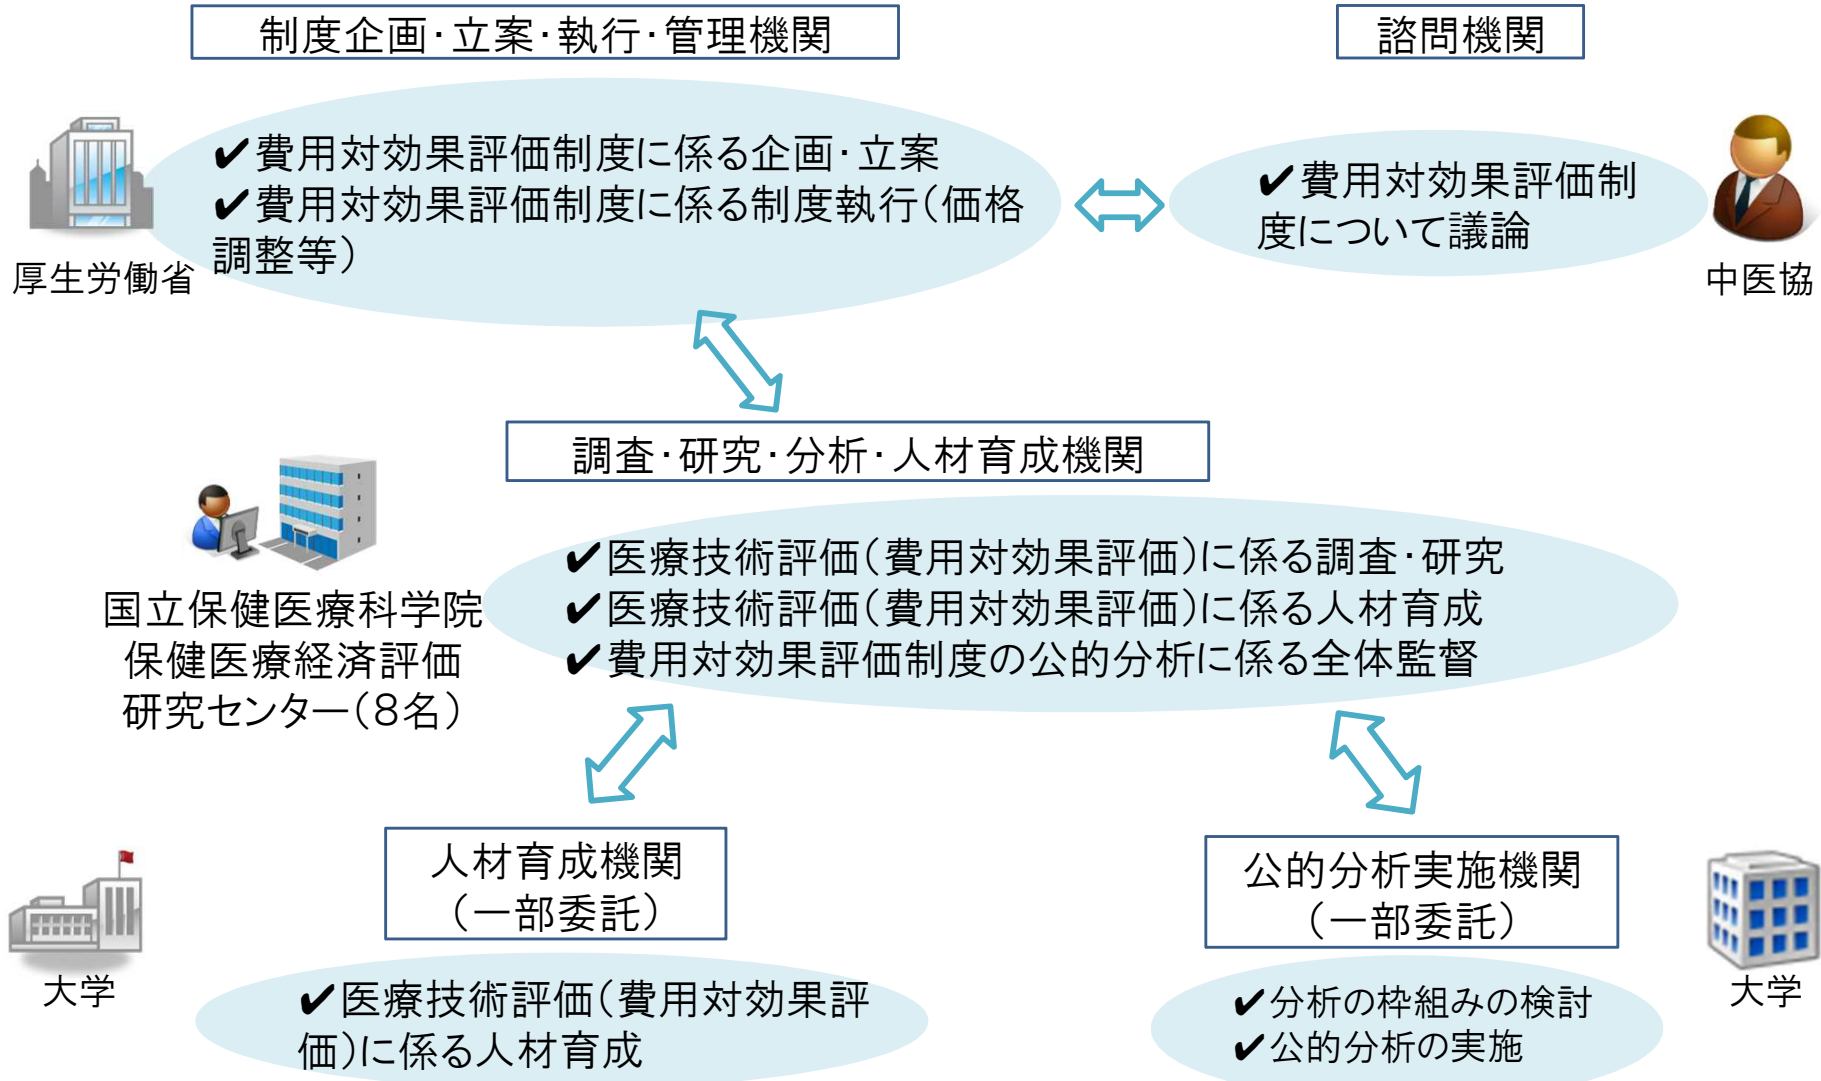 制度企画・立案・執行・管理機関
諮問機関
✔費用対効果評価制度に係る企画・立案
✔費用対効果評価制度に係る制度執行（価格
調整等）
厚生労働省
✔費用対効果評価制
度について議論
中医協
調査・研究・分析・人材育成機関
国立保健医療科学院
保健医療経済評価
研究センター（８名）
✔医療技術評価（費用対効果評価）に係る調査・研究
✔医療技術評価（費用対効果評価）に係る人材育成
✔費用対効果評価制度の公的分析に係る全体監督
人材育成機関
（一部委託）
大学
✔医療技術評価（費用対効果評
価）に係る人材育成
公的分析実施機関
（一部委託）
✔分析の枠組みの検討
✔公的分析の実施
大学